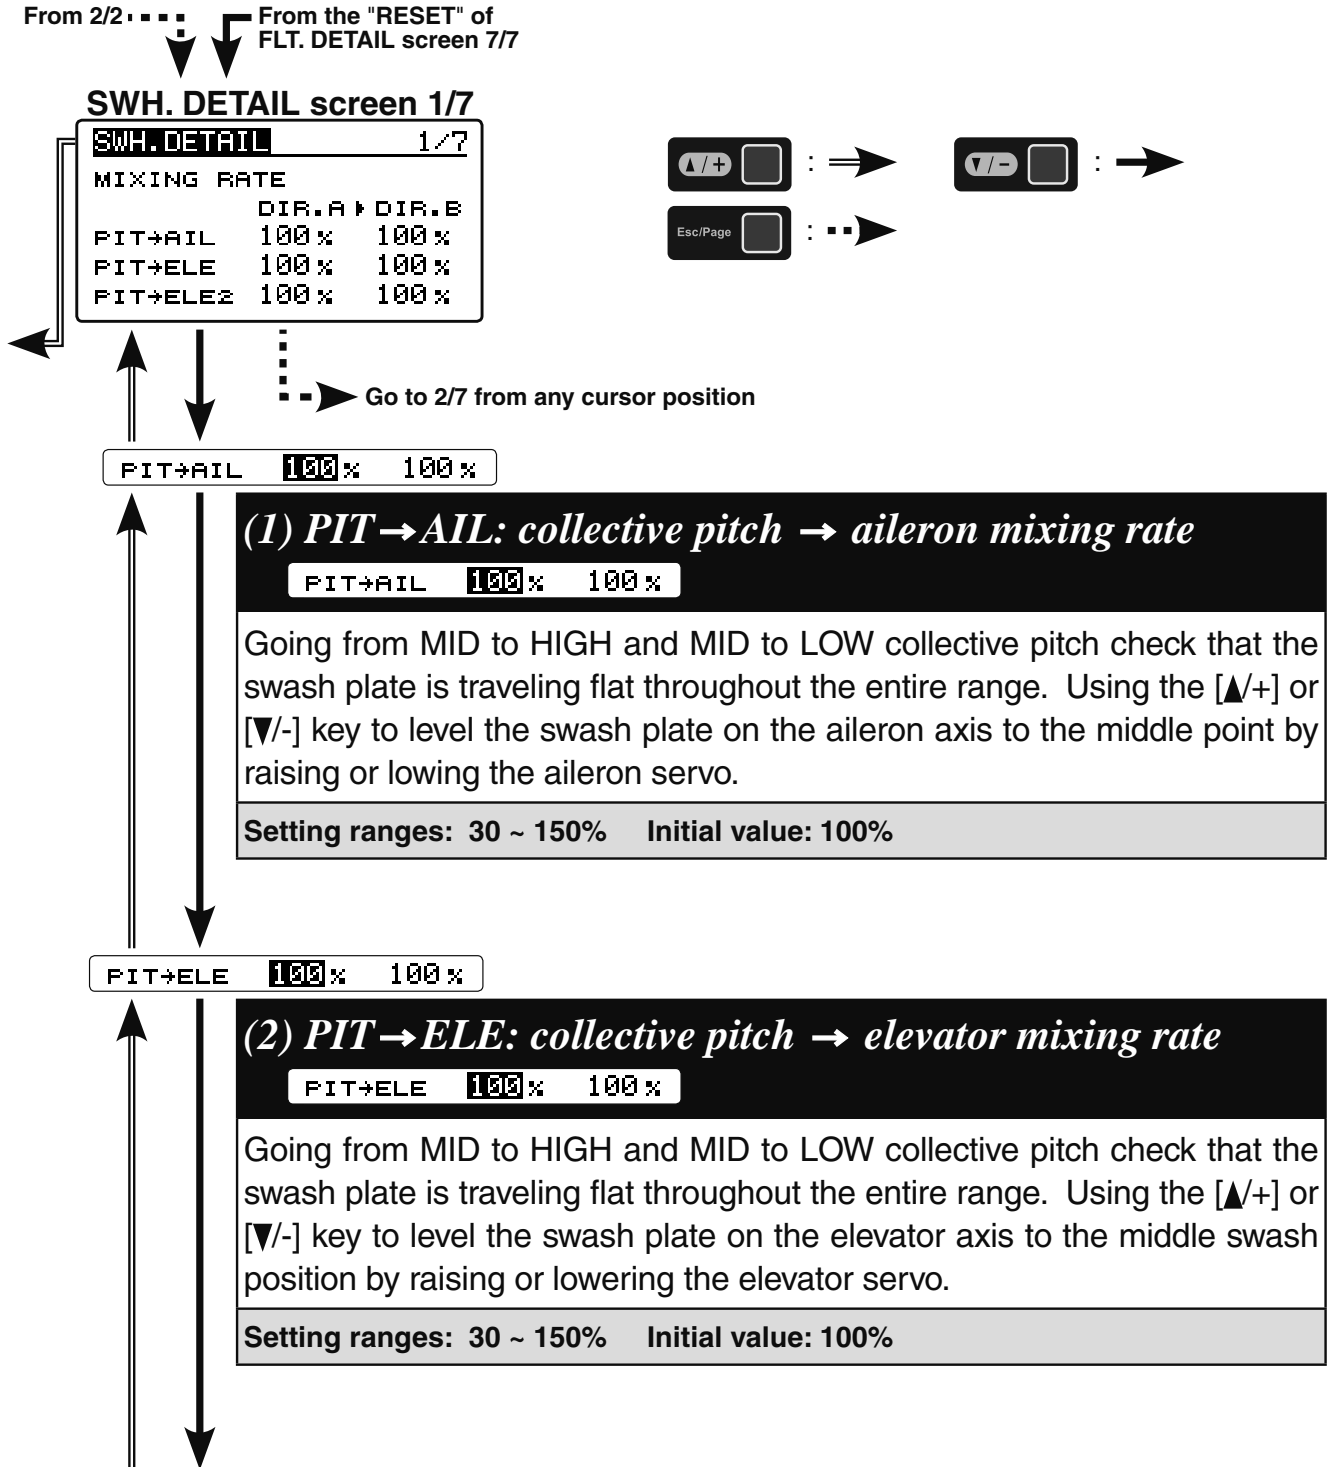 From 2/2
From the "RESET" of
FLT. DETAIL screen 7/7
SWH. DETAIL screen 1/7
SWH.DETAIL 1/7
MIXING RATE
DIR.A DIR.B
PIT→AIL 100% 100%
PIT→ELE 100% 100%
PIT→ELE2 100% 100%
▲/+ : ▼/- :
Esc/Page :
Go to 2/7 from any cursor position
PIT→AIL 100% 100%
(1) PIT→AIL: collective pitch → aileron mixing rate
PIT→AIL 100% 100%
Going from MID to HIGH and MID to LOW collective pitch check that the
swash plate is traveling flat throughout the entire range. Using the [▲/+] or
[▼/-] key to level the swash plate on the aileron axis to the middle point by
raising or lowing the aileron servo.
Setting ranges: 30 ~ 150% Initial value: 100%
PIT→ELE 100% 100%
(2) PIT→ELE: collective pitch → elevator mixing rate
PIT→ELE 100% 100%
Going from MID to HIGH and MID to LOW collective pitch check that the
swash plate is traveling flat throughout the entire range. Using the [▲/+] or
[▼/-] key to level the swash plate on the elevator axis to the middle swash
position by raising or lowering the elevator servo.
Setting ranges: 30 ~ 150% Initial value: 100%